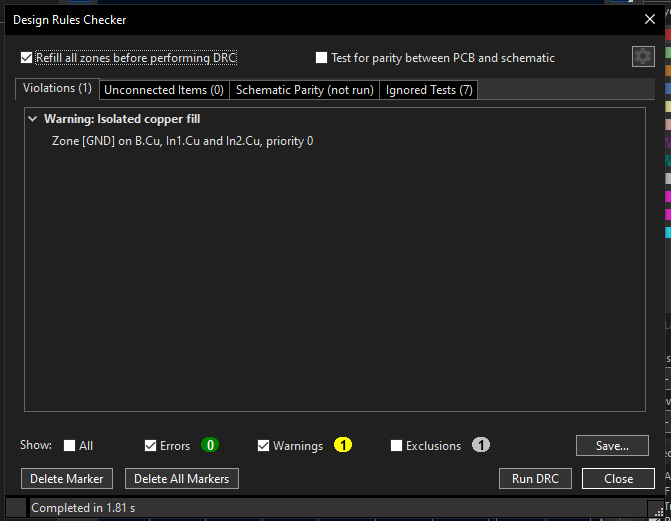 Design Rules Checker
Refill all zones before performing DRC
Test for parity between PCB and schematic
Violations (1)
Unconnected Items (0)
Schematic Parity (not run)
Ignored Tests (7)
Warning: Isolated copper fill
Zone [GND] on B.Cu, In1.Cu and In2.Cu, priority 0
Show:
All
Errors
0
Warnings
1
Exclusions
1
Save...
Delete Marker
Delete All Markers
Run DRC
Close
Completed in 1.81 s